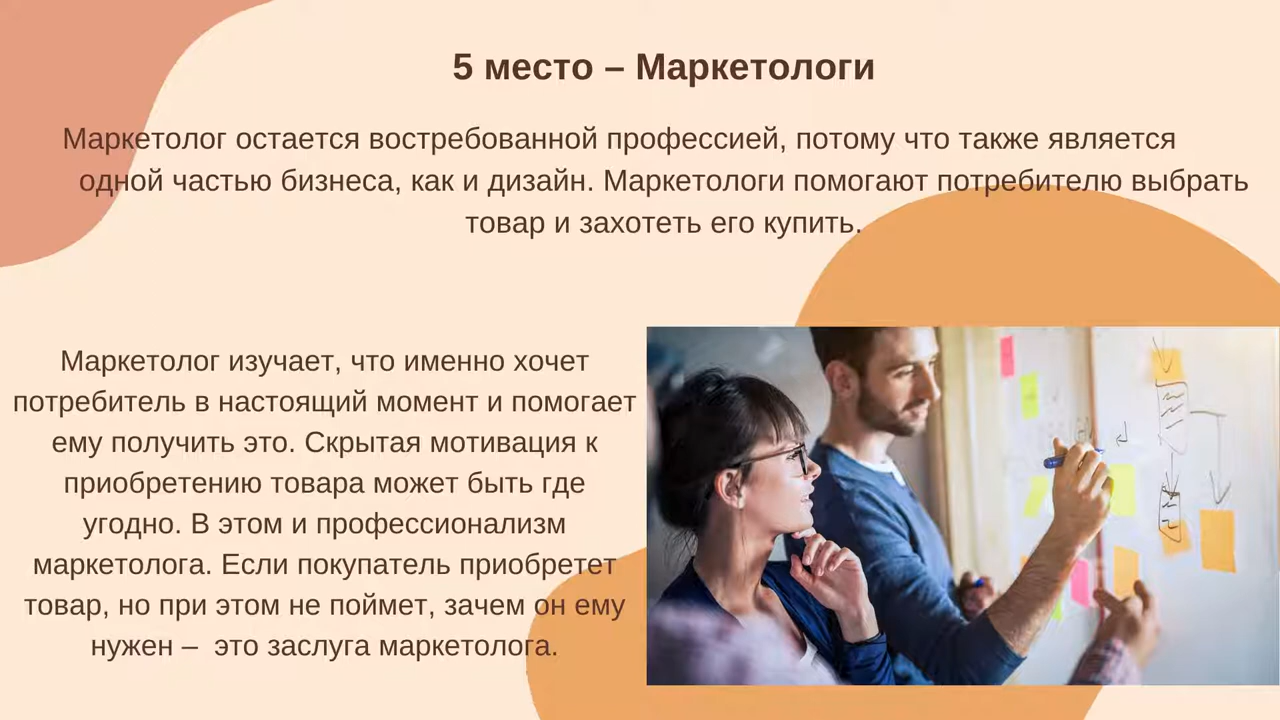 5 место – Маркетологи
Маркетолог остается востребованной профессией, потому что также является
одной частью бизнеса, как и дизайн. Маркетологи помогают потребителю выбрать
товар и захотеть его купить.
Маркетолог изучает, что именно хочет
потребитель в настоящий момент и помогает
ему получить это. Скрытая мотивация к
приобретению товара может быть где
угодно. В этом и профессионализм
маркетолога. Если покупатель приобретет
товар, но при этом не поймет, зачем он ему
нужен –  это заслуга маркетолога.